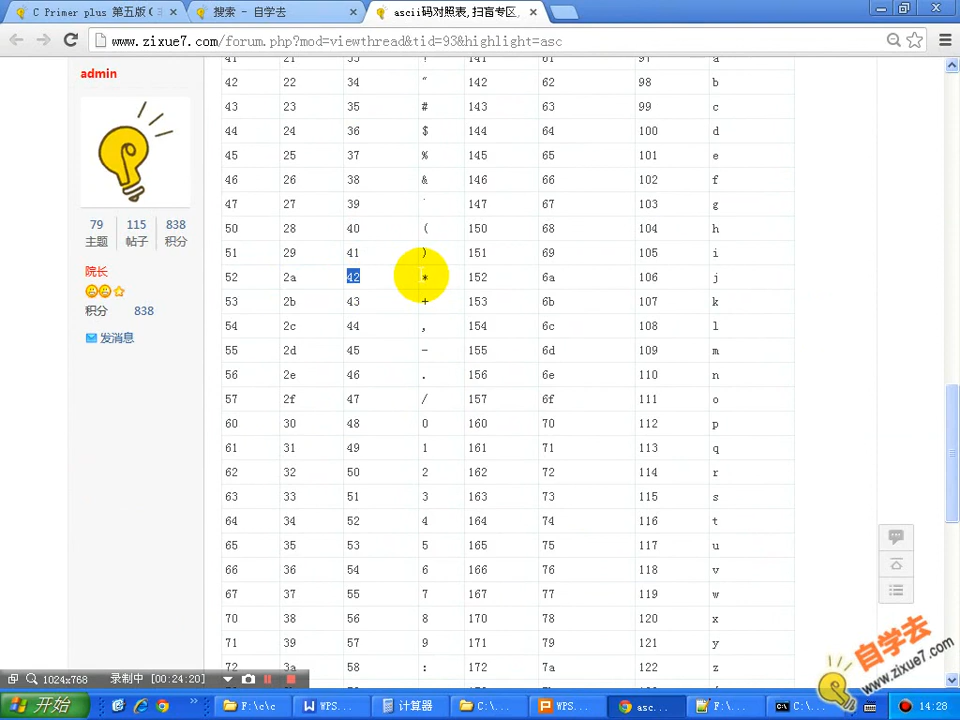 C Primer plus 第五版 (
搜索 - 自学去
ascii码对照表,扫盲专区,
www.zixue7.com/forum.php?mod=viewthread&tid=93&highlight=asc
admin
79 115 838
主题 帖子 积分
院长
积分 838
发消息
41 21 33 ! 141 61 97 a
42 22 34 " 142 62 98 b
43 23 35 # 143 63 99 c
44 24 36 $ 144 64 100 d
45 25 37 % 145 65 101 e
46 26 38 & 146 66 102 f
47 27 39 ` 147 67 103 g
50 28 40 ( 150 68 104 h
51 29 41 ) 151 69 105 i
52 2a 42 * 152 6a 106 j
53 2b 43 + 153 6b 107 k
54 2c 44 , 154 6c 108 l
55 2d 45 - 155 6d 109 m
56 2e 46 . 156 6e 110 n
57 2f 47 / 157 6f 111 o
60 30 48 0 160 70 112 p
61 31 49 1 161 71 113 q
62 32 50 2 162 72 114 r
63 33 51 3 163 73 115 s
64 34 52 4 164 74 116 t
65 35 53 5 165 75 117 u
66 36 54 6 166 76 118 v
67 37 55 7 167 77 119 w
70 38 56 8 170 78 120 x
71 39 57 9 171 79 121 y
72 3a 58 : 172 7a 122 z
自学去
www.zixue7.com
1024x768 录制中 [00:24:20]
开始 F:\c\c WPS... 计算器 C:\... WPS... asc... F:\... C:\... 14:28